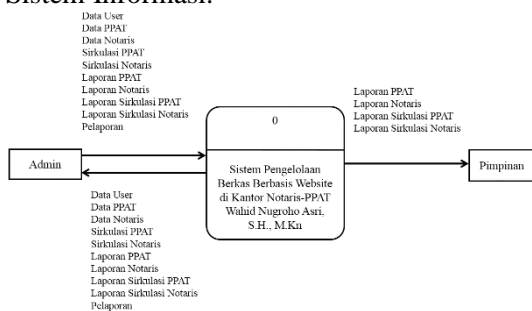 Sistem Informasi.
Data User
Data PPAT
Data Notaris
Sirkulasi PPAT
Sirkulasi Notaris
Laporan PPAT
Laporan Notaris
Laporan Sirkulasi PPAT
Laporan Sirkulasi Notaris
Pelaporan
Admin
0
Sistem Pengelolaan
Berkas Berbasis Website
di Kantor Notaris-PPAT
Wahid Nugroho Asri,
S.H., M.Kn
Laporan PPAT
Laporan Notaris
Laporan Sirkulasi PPAT
Laporan Sirkulasi Notaris
Pimpinan
Data User
Data PPAT
Data Notaris
Sirkulasi PPAT
Sirkulasi Notaris
Laporan PPAT
Laporan Notaris
Laporan Sirkulasi PPAT
Laporan Sirkulasi Notaris
Pelaporan